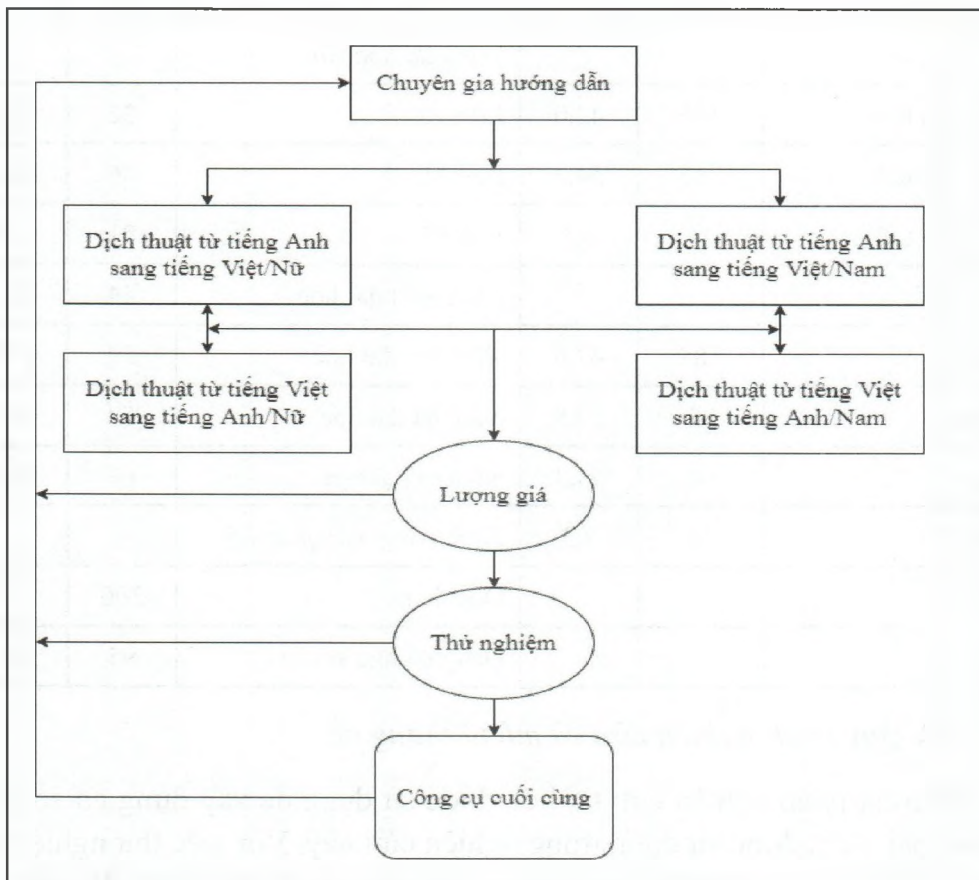 Chuyên gia hướng dẫn
Dịch thuật từ tiếng Anh
sang tiếng Việt/Nữ
Dịch thuật từ tiếng Anh
sang tiếng Việt/Nam
Dịch thuật từ tiếng Việt
sang tiếng Anh/Nữ
Dịch thuật từ tiếng Việt
sang tiếng Anh/Nam
Lượng giá
Thử nghiệm
Công cụ cuối cùng